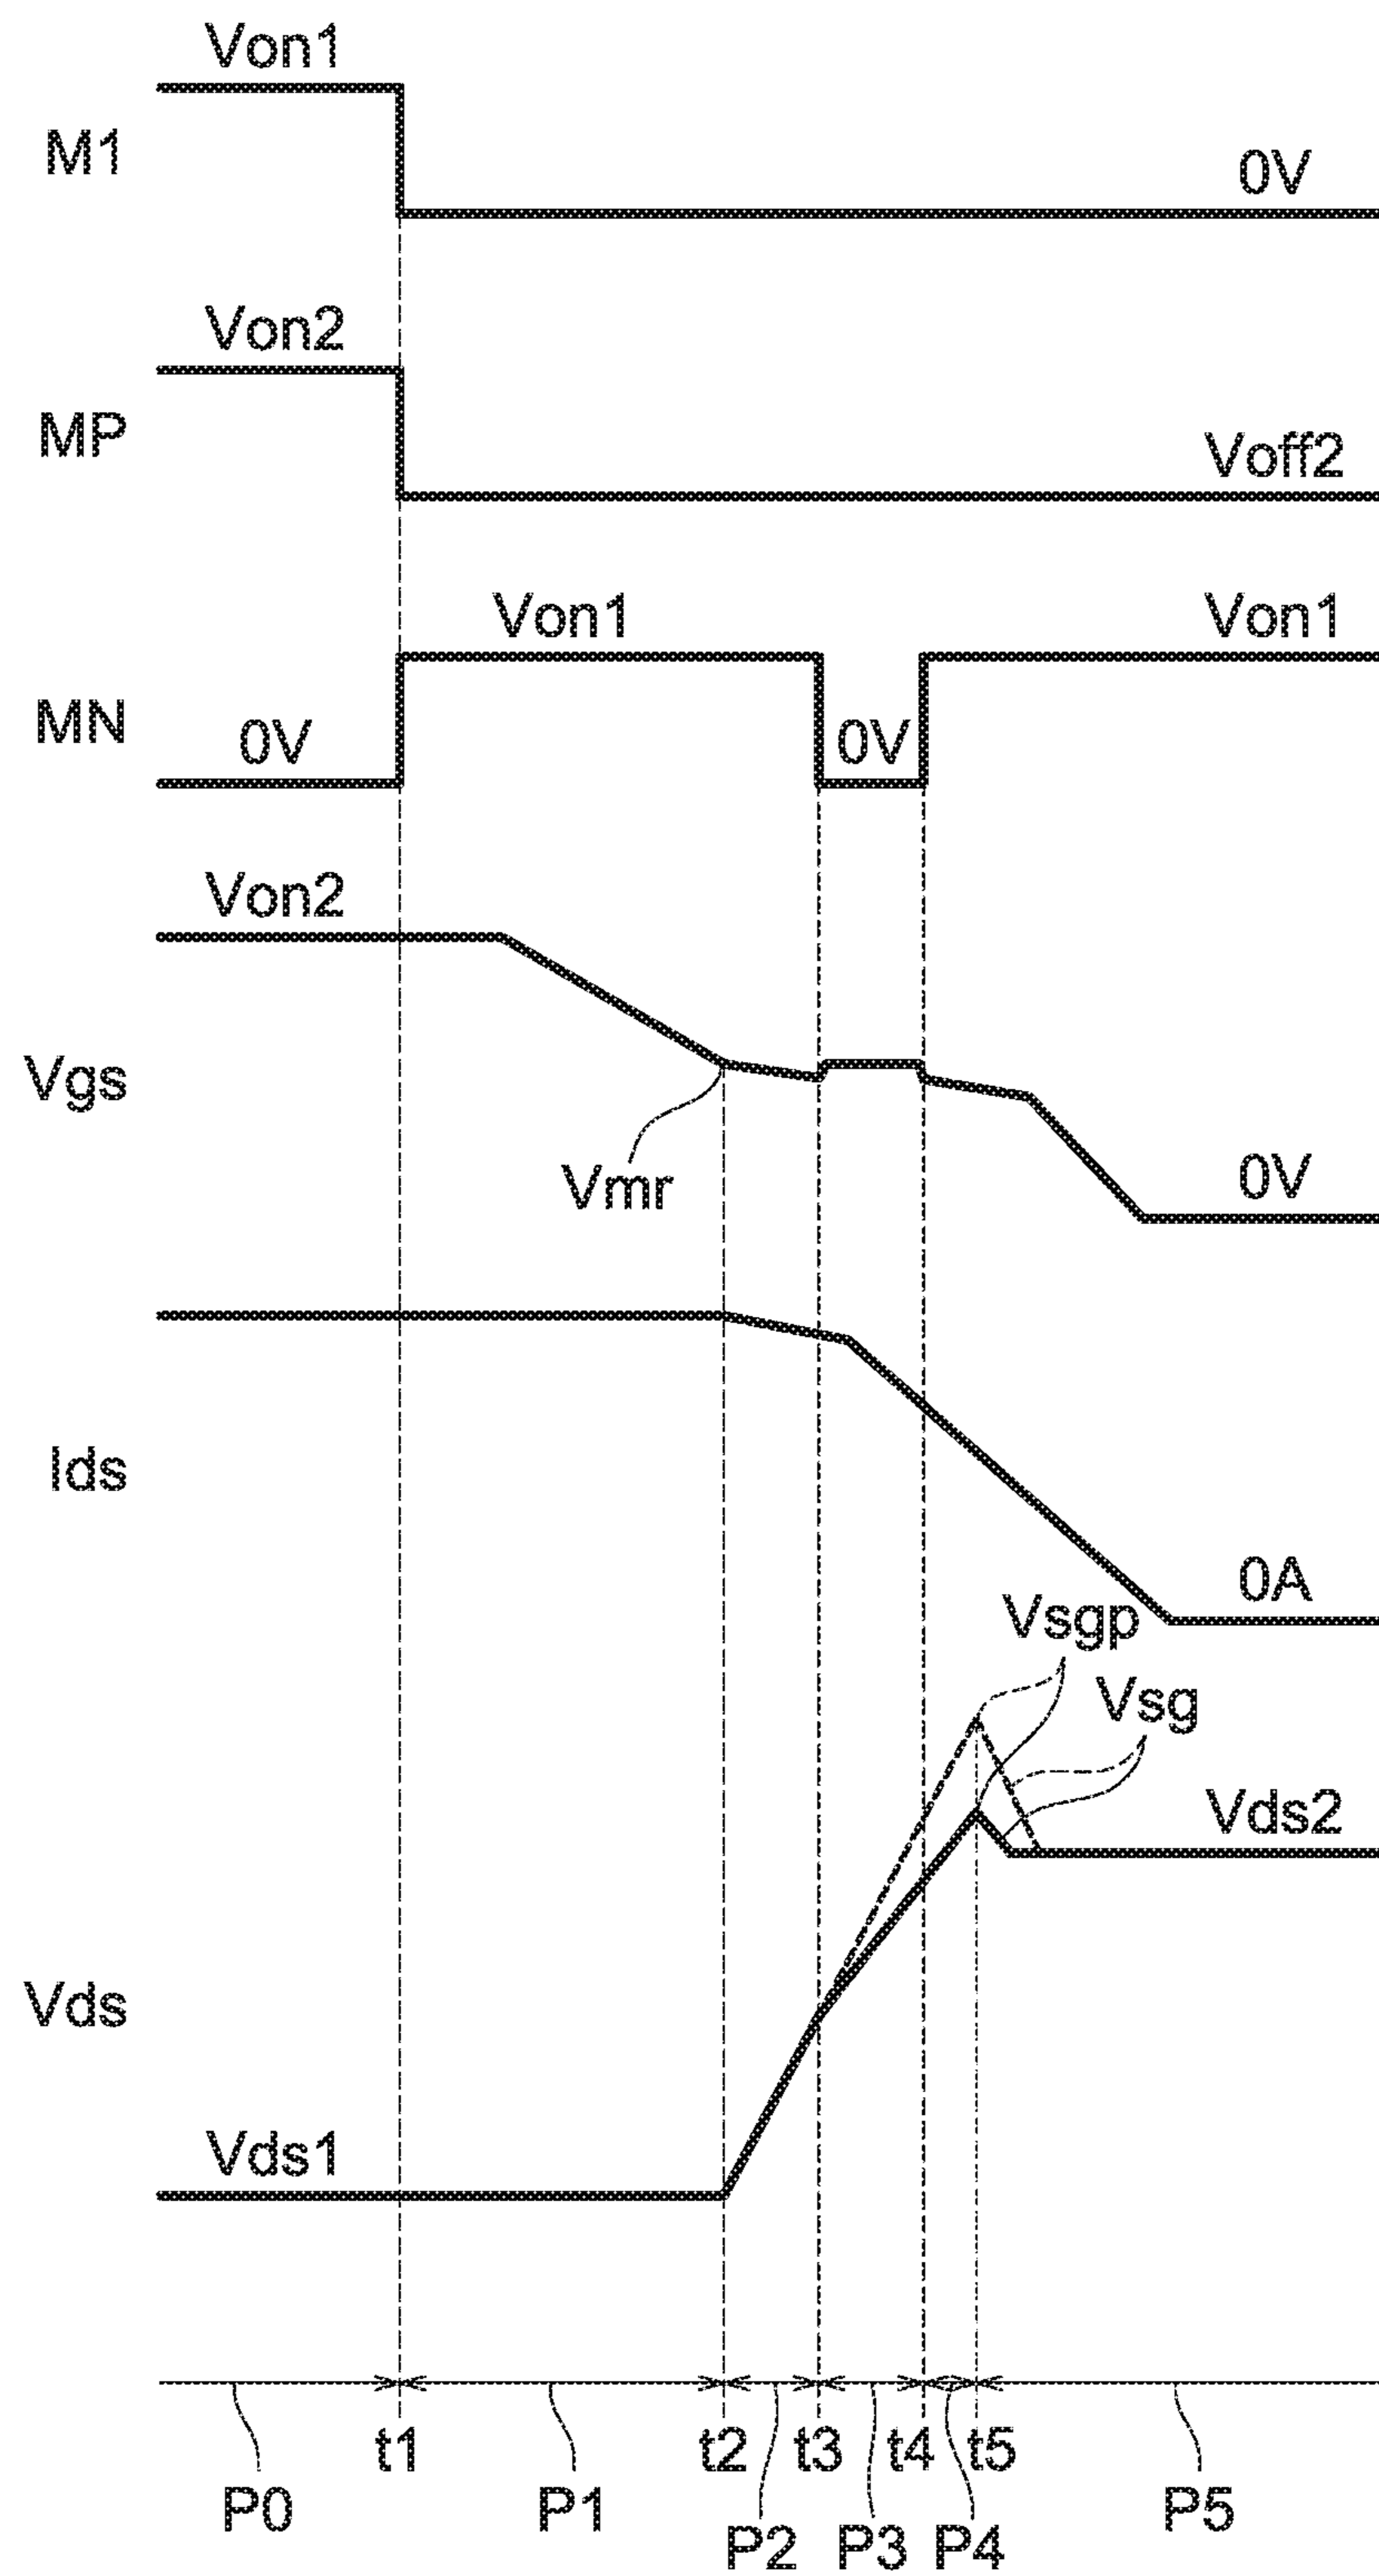 Von1
M1
0V
Von2
MP
Voff2
Von1 Von1
MN
0V 0V
Von2
Vgs
Vmr
0V
Ids
0A
Vsgp
Vsg
Vds2
Vds
Vds1
t1 t2 t3 t4 t5
P0 P1 P5
P2 P3 P4